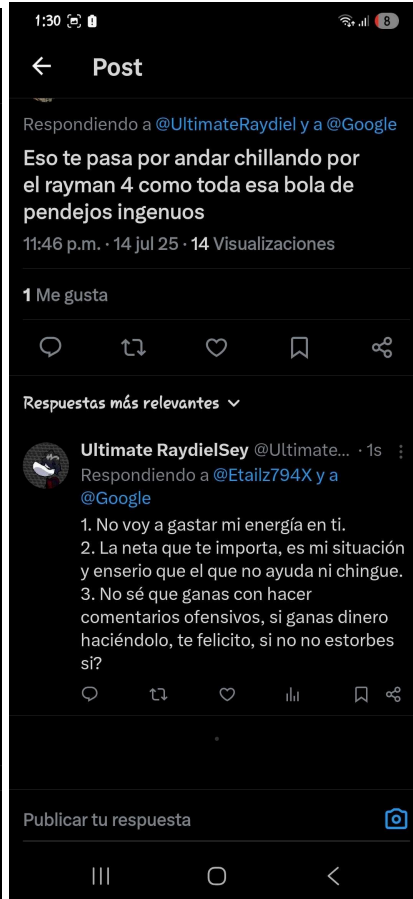 1:30
8
Post
Respondiendo a @UltimateRaydiel y a @Google
Eso te pasa por andar chillando por
el rayman 4 como toda esa bola de
pendejos ingenuos
11:46 p.m. · 14 jul 25 · 14 Visualizaciones
1 Me gusta
Respuestas más relevantes
Ultimate RaydielSey @Ultimate... · 1s
Respondiendo a @Etailz794X y a
@Google
1. No voy a gastar mi energía en ti.
2. La neta que te importa, es mi situación
y enserio que el que no ayuda ni chingue.
3. No sé que ganas con hacer
comentarios ofensivos, si ganas dinero
haciéndolo, te felicito, si no no estorbes
si?
Publicar tu respuesta